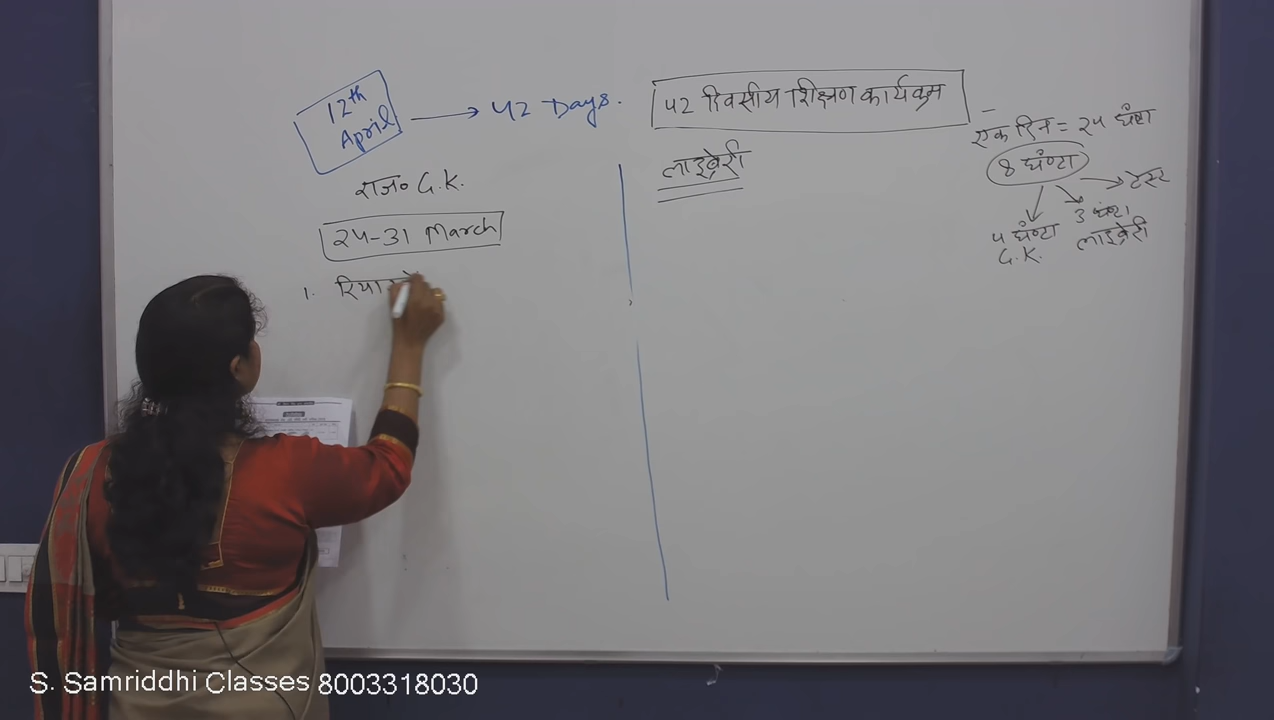 12th April → 42 Days.
राज० G.K.
24-31 March
1. रियासतें
42 दिवसीय शिक्षण कार्यक्रम
लाइब्रेरी
एक दिन = 24 घंटा
8 घंण्टा
→ टेस्ट
3 घंटा
लाइब्रेरी
4 घंण्टा
G.K.
S. Samriddhi Classes 8003318030